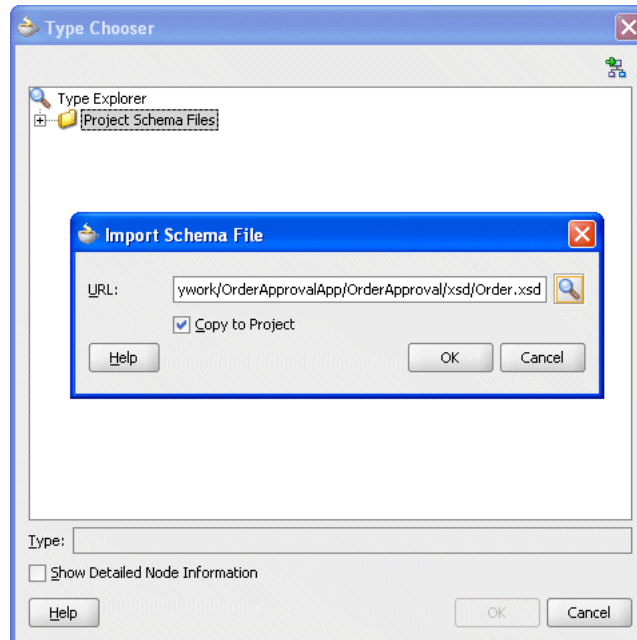 Type Chooser
Type Explorer
Project Schema Files
Import Schema File
URL: ywork/OrderApprovalApp/OrderApproval/xsd/Order.xsd
Copy to Project
Help OK Cancel
Type:
Show Detailed Node Information
Help OK Cancel